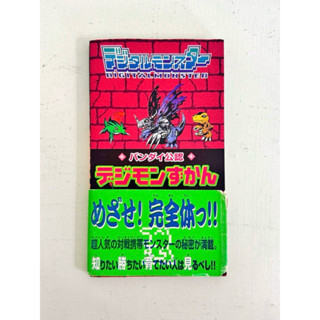 デジタルモンスター
DIGITAL MONSTER
バンダイ公認
デジモンずかん
めざせ!完全体っ!!
超人気の対戦携帯モンスターの秘密が満載。
知りたい勝ちたい育てたい人は見るべし!!